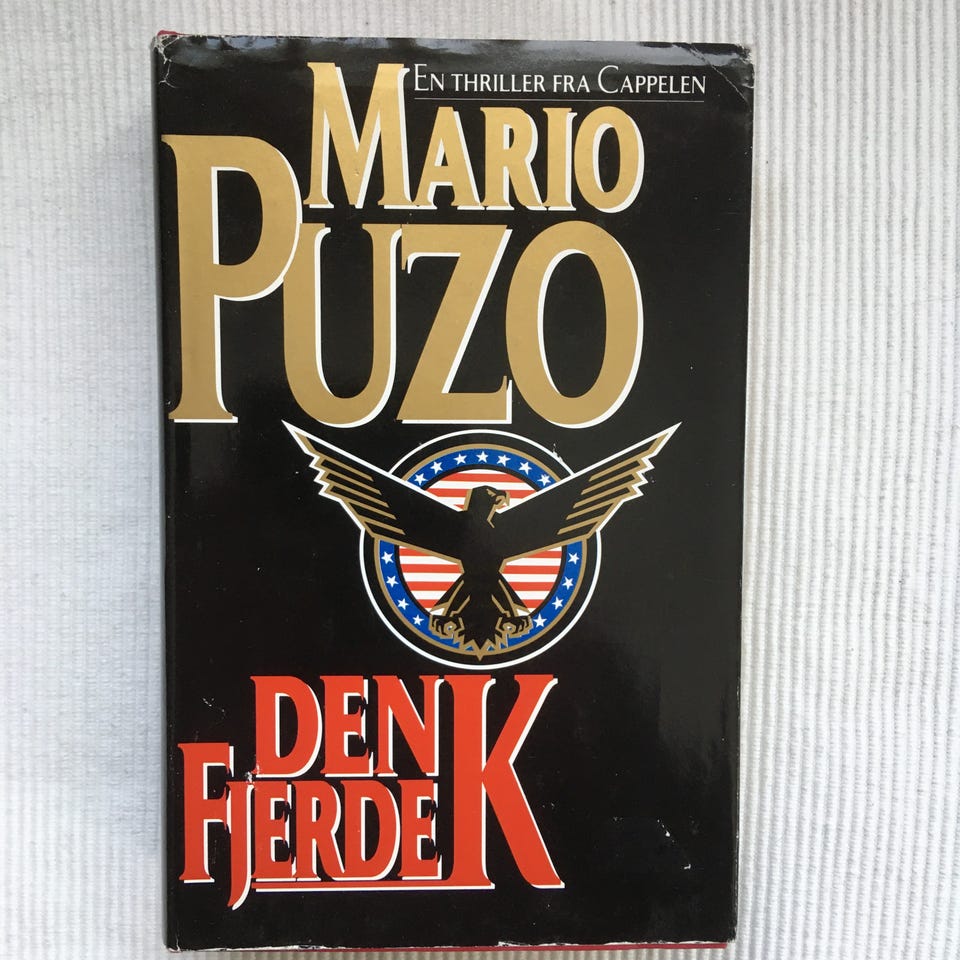 En thriller fra Cappelen
Mario
Puzo
Den
Fjerde K